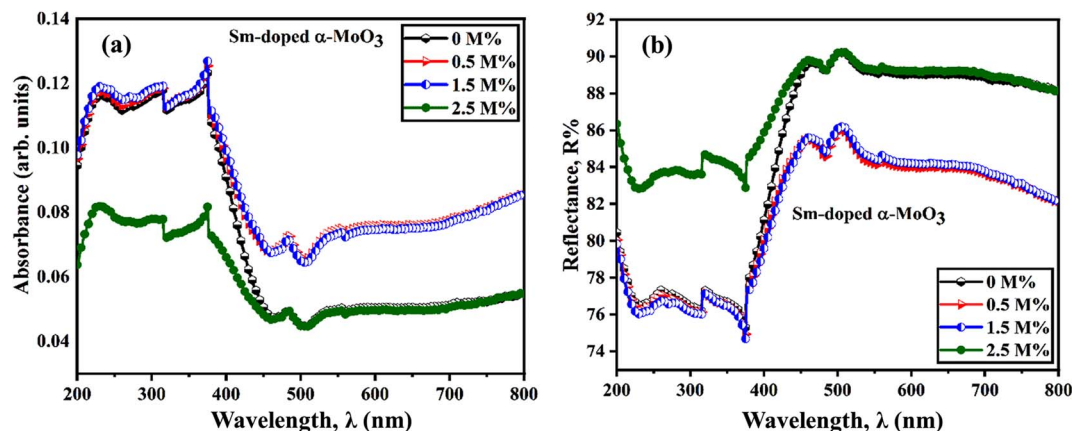 (a)
Sm-doped α-MoO3
0 M%
0.5 M%
1.5 M%
2.5 M%
Absorbance (arb. units)
0.14
0.12
0.10
0.08
0.06
0.04
200 300 400 500 600 700 800
Wavelength, λ (nm)
(b)
Sm-doped α-MoO3
0 M%
0.5 M%
1.5 M%
2.5 M%
Reflectance, R%
92%
90
88
86
84
82
80
78
76
74
200 300 400 500 600 700 800
Wavelength, λ (nm)